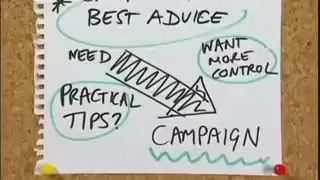 BEST ADVICE
NEED
WANT MORE
CONTROL
PRACTICAL
TIPS?
CAMPAIGN